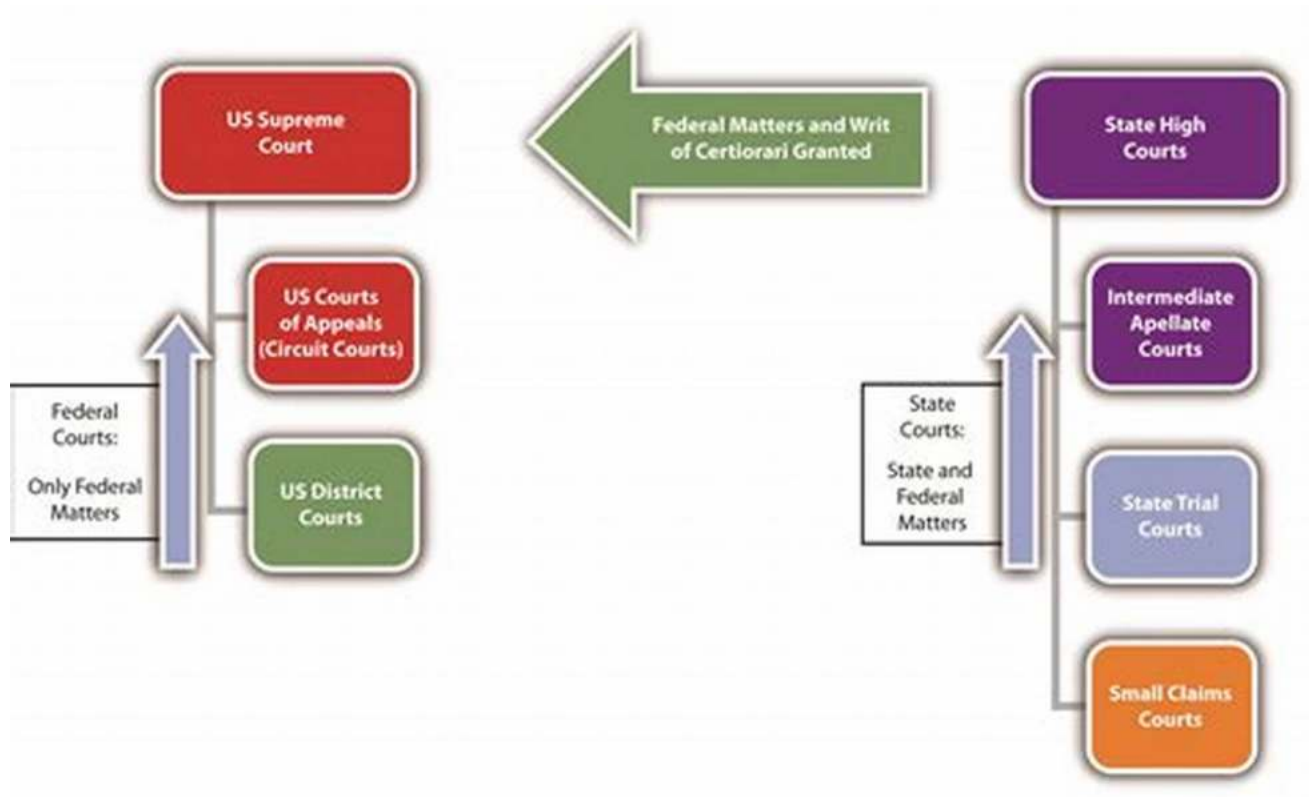 US Supreme
Court
Federal Matters and Writ
of Certiorari Granted
State High
Courts
US Courts
of Appeals
(Circuit Courts)
Intermediate
Apellate
Courts
Federal
Courts:
Only Federal
Matters
US District
Courts
State
Courts:
State and
Federal
Matters
State Trial
Courts
Small Claims
Courts